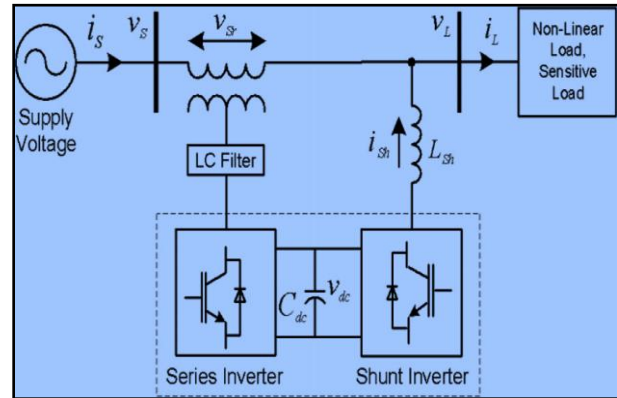 i_S
v_S
v_Sr
v_L
i_L
Non-Linear
Load,
Sensitive
Load
Supply
Voltage
LC Filter
i_Sh
L_Sh
C_dc
v_dc
Series Inverter
Shunt Inverter